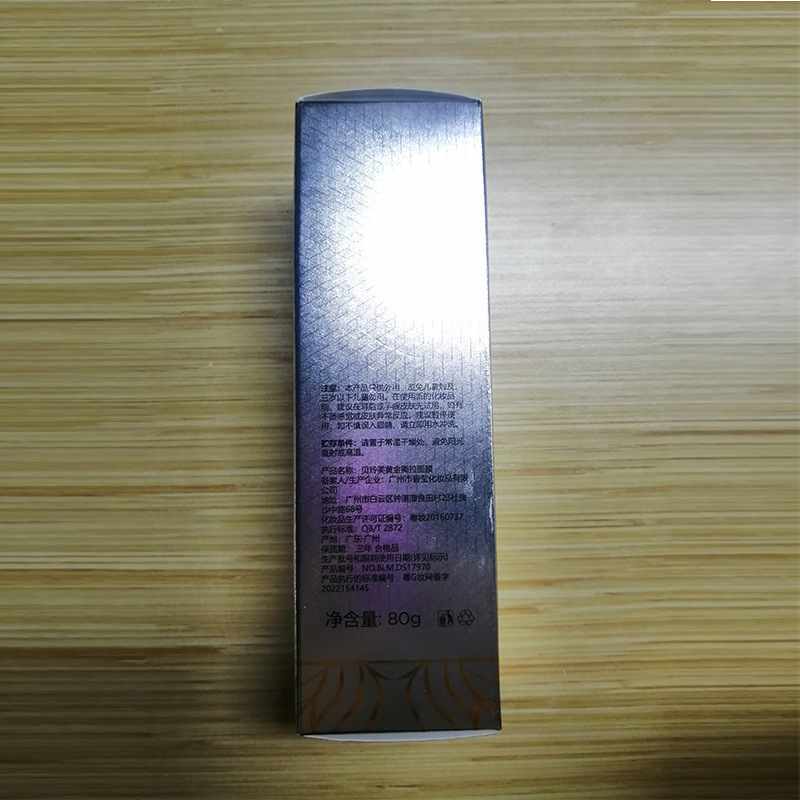 注意：本产品只供外用，避免儿童触及，
三岁以下儿童勿用。在使用新的化妆品
前，建议在耳后或手腕皮肤先试用，如有
不适感觉或皮肤异常反应，建议暂停使
用；如不慎误入眼睛，请立即用水冲洗。
贮存条件：请置于常温干燥处、避免阳光
直射或高温。
产品名称：贝玲美黄金撕拉面膜
备案人/生产企业：广州市碧莹化妆品有限
公司
地址：广州市白云区钟落潭良田村23社良
沙中路68号
化妆品生产许可证编号：粤妆20160737
执行标准：QB/T 2872
产地：广东·广州
保质期：三年 合格品
生产批号和限期使用日期(详见标示)
产品编号：NO.BLM.DS17970
产品执行的标准编号：粤G妆网备字
2022154145
净含量: 80g